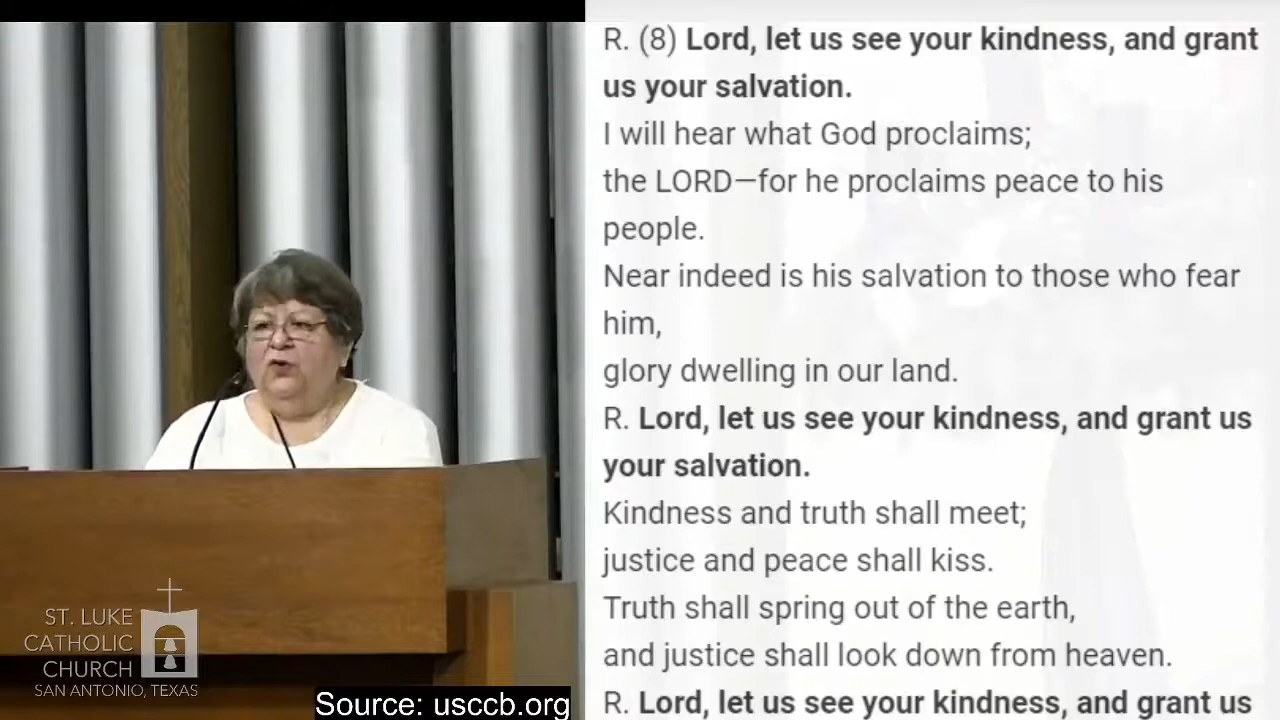 R. (8) Lord, let us see your kindness, and grant
us your salvation.
I will hear what God proclaims;
the LORD—for he proclaims peace to his
people.
Near indeed is his salvation to those who fear
him,
glory dwelling in our land.
R. Lord, let us see your kindness, and grant us
your salvation.
Kindness and truth shall meet;
justice and peace shall kiss.
Truth shall spring out of the earth,
and justice shall look down from heaven.
R. Lord, let us see your kindness, and grant us
ST. LUKE
CATHOLIC
CHURCH
SAN ANTONIO, TEXAS
Source: usccb.org